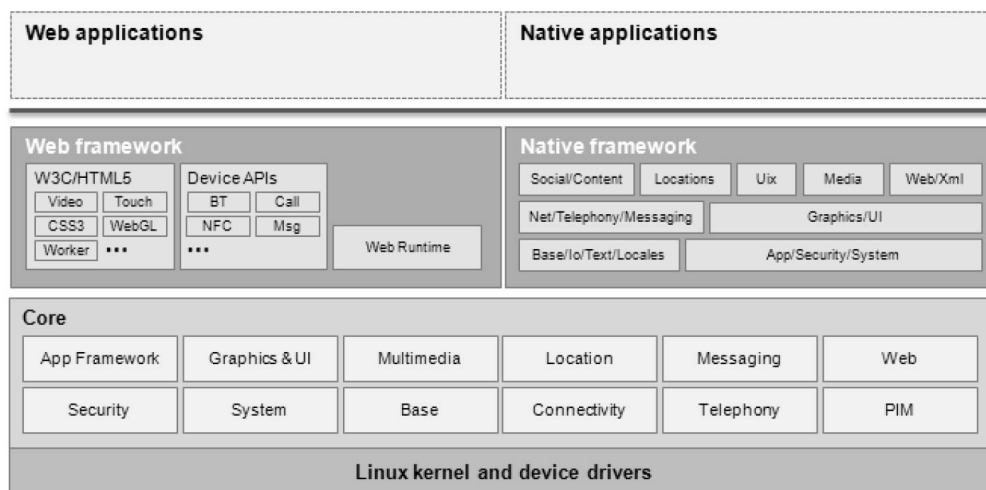 Web applications
Native applications
Web framework
W3C/HTML5
Video
Touch
CSS3
WebGL
Worker
...
Device APIs
BT
Call
NFC
Msg
...
Web Runtime
Native framework
Social/Content
Locations
Uix
Media
Web/Xml
Net/Telephony/Messaging
Graphics/UI
Base/Io/Text/Locales
App/Security/System
Core
App Framework
Graphics & UI
Multimedia
Location
Messaging
Web
Security
System
Base
Connectivity
Telephony
PIM
Linux kernel and device drivers